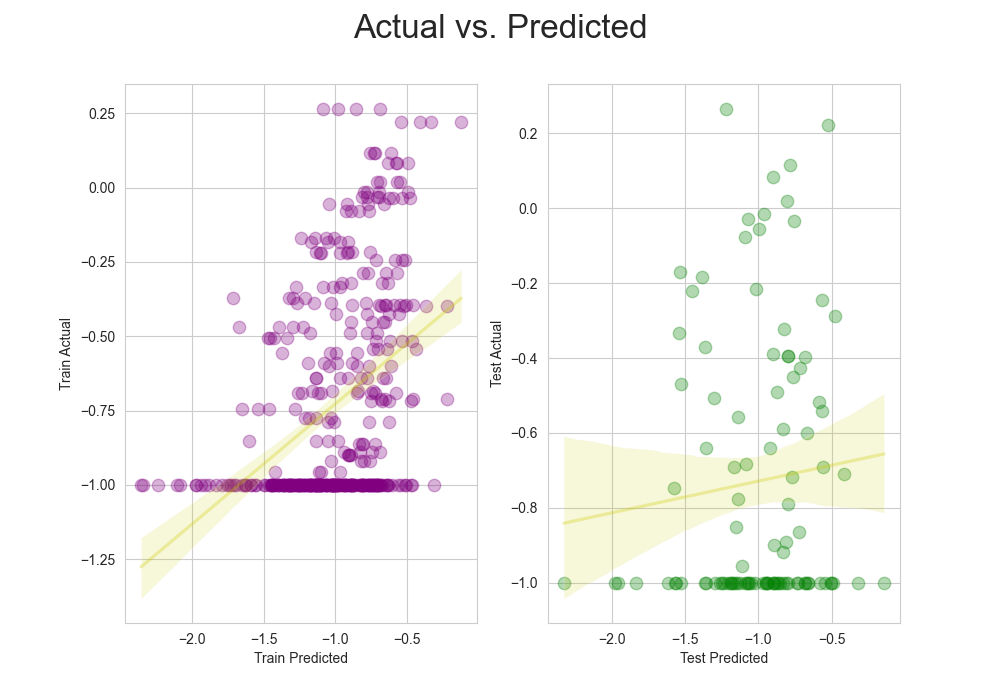 Actual vs. Predicted
0.25
0.00
−0.25
−0.50
−0.75
−1.00
−1.25
Train Actual
−2.0 −1.5 −1.0 −0.5
Train Predicted
0.2
0.0
−0.2
−0.4
−0.6
−0.8
−1.0
Test Actual
−2.0 −1.5 −1.0 −0.5
Test Predicted